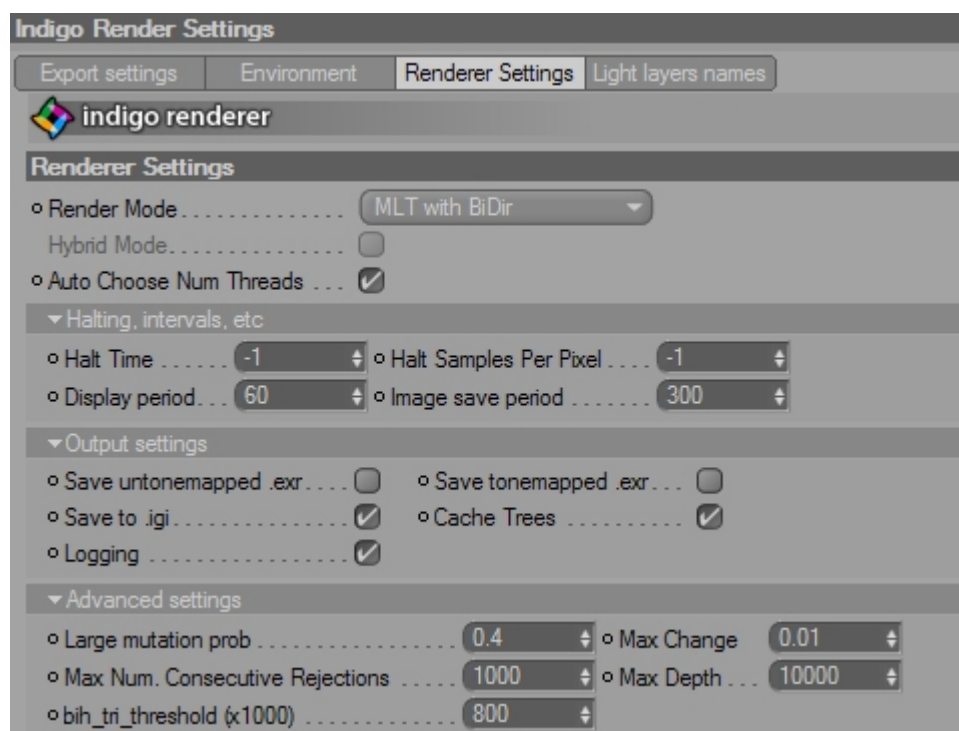 Indigo Render Settings
Export settings Environment Renderer Settings Light layers names
indigo renderer
Renderer Settings
Render Mode . . . . . . . . . . . . . . MLT with BiDir
Hybrid Mode. . . . . . . . . . . . . . .
Auto Choose Num Threads . . .
Halting, intervals, etc
Halt Time . . . . . . -1 Halt Samples Per Pixel . . . . -1
Display period. . . 60 Image save period . . . . . . . 300
Output settings
Save untonemapped .exr. . . . Save tonemapped .exr. . .
Save to .igi. . . . . . . . . . . . . . . Cache Trees . . . . . . . . . .
Logging . . . . . . . . . . . . . . . . .
Advanced settings
Large mutation prob . . . . . . . . . . . . . . . . . 0.4 Max Change 0.01
Max Num. Consecutive Rejections . . . . . 1000 Max Depth . . . 10000
bih_tri_threshold (x1000) . . . . . . . . . . . . . 800